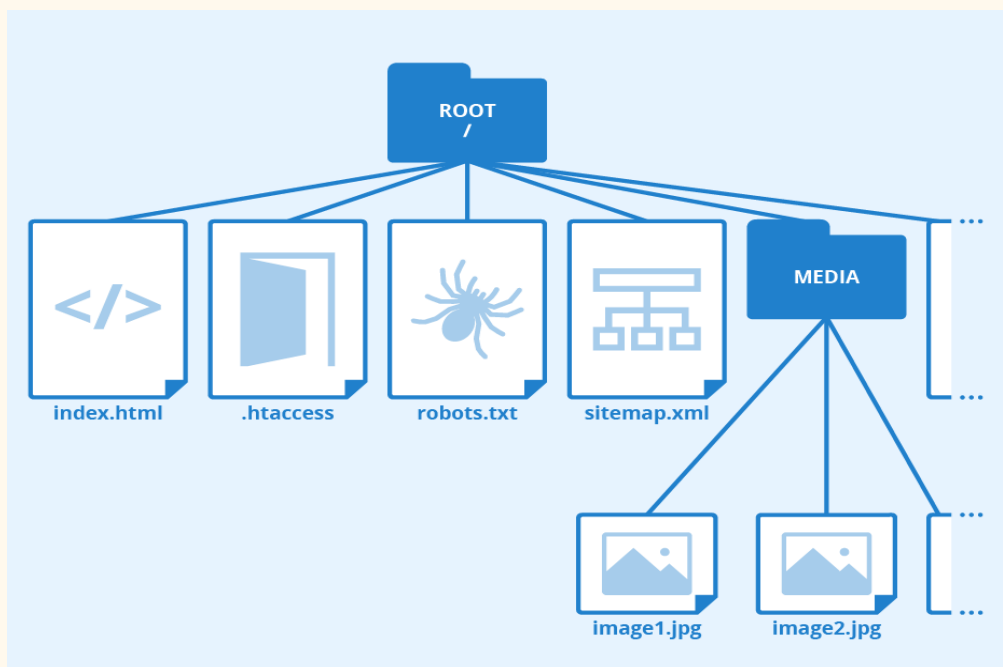 ROOT
/
MEDIA
index.html
.htaccess
robots.txt
sitemap.xml
image1.jpg
image2.jpg